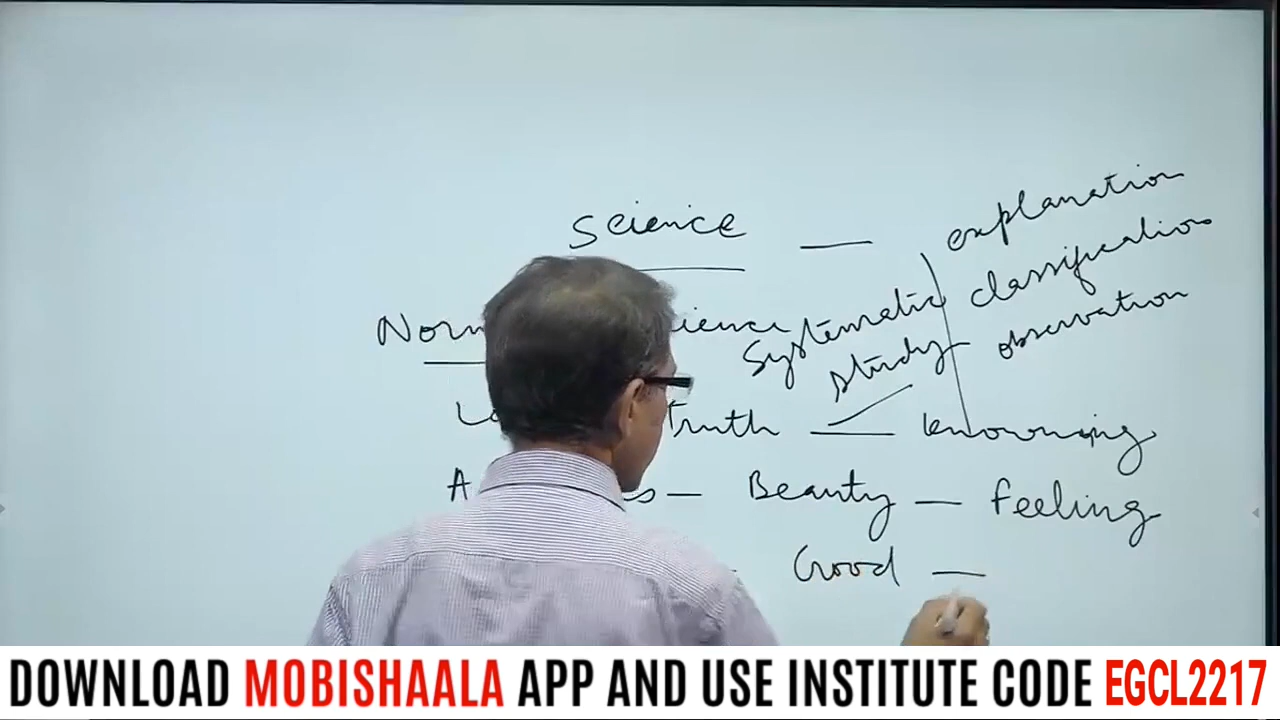 Science — explanation
Systematic classification
study observation
Norm ience
Truth — knowing
A s — Beauty — Feeling
Good —
DOWNLOAD MOBISHAALA APP AND USE INSTITUTE CODE EGCL2217